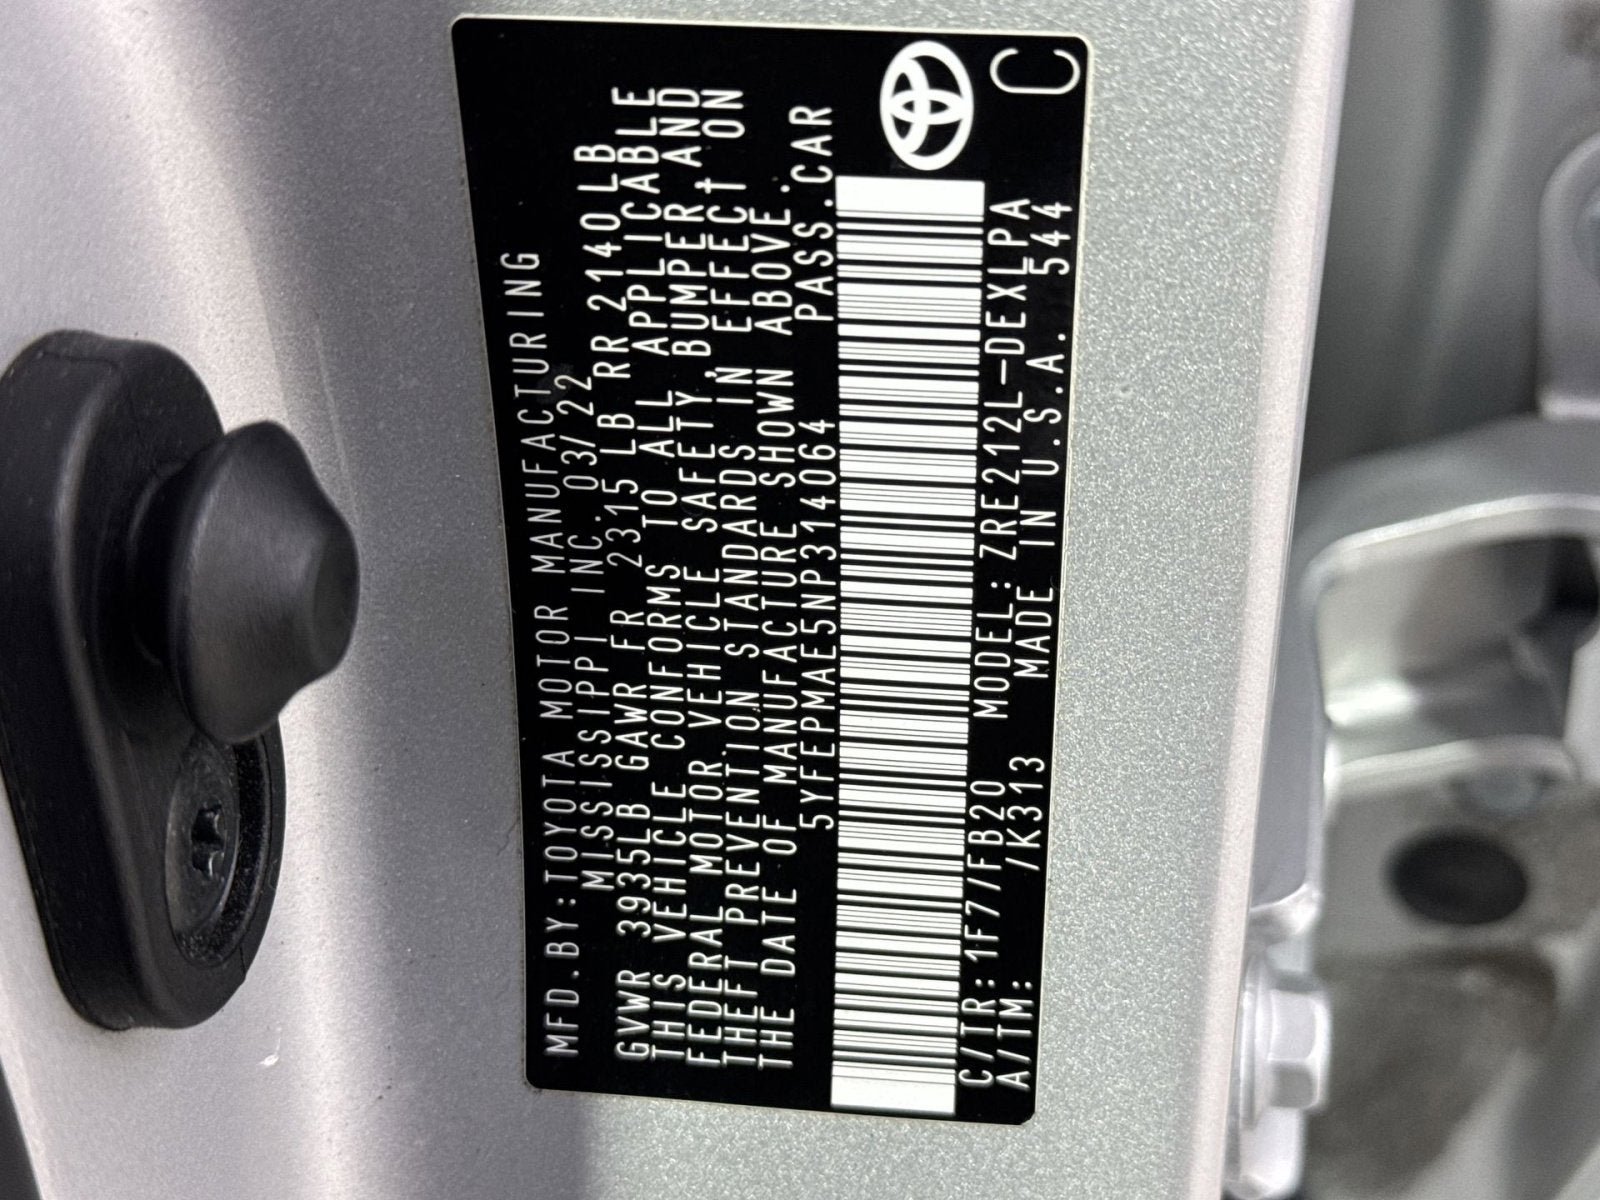 MFD.BY:TOYOTA MOTOR MANUFACTURING
MISSISSIPPI INC. 03/22
GVWR 3935LB GAWR FR 2315LB RR 2140LB
THIS VEHICLE CONFORMS TO ALL APPLICABLE
FEDERAL MOTOR VEHICLE SAFETY, BUMPER AND
THEFT PREVENTION STANDARDS IN EFFECT ON
THE DATE OF MANUFACTURE SHOWN ABOVE.
5YFEPMAE5NP314064 PASS.CAR
C/TR:1F7/FB20 MODEL:ZRE212L-DEXLPA
A/TM: /K313 MADE IN U.S.A. 544
C